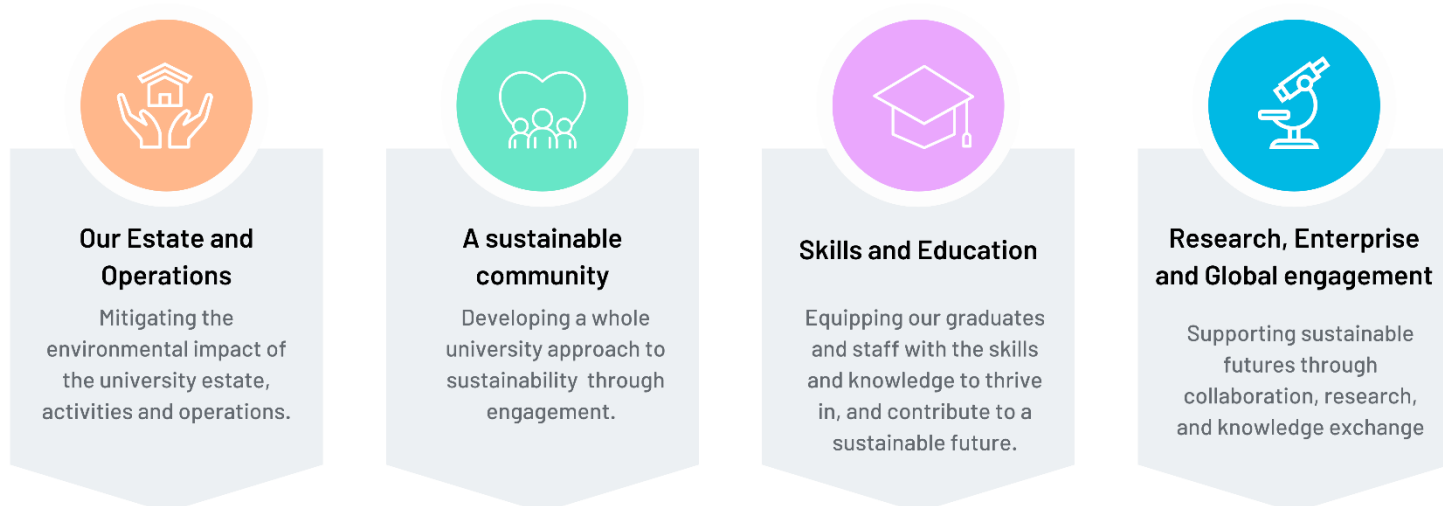 Our Estate and
Operations
Mitigating the
environmental impact of
the university estate,
activities and operations.
A sustainable
community
Developing a whole
university approach to
sustainability through
engagement.
Skills and Education
Equipping our graduates
and staff with the skills
and knowledge to thrive
in, and contribute to a
sustainable future.
Research, Enterprise
and Global engagement
Supporting sustainable
futures through
collaboration, research,
and knowledge exchange